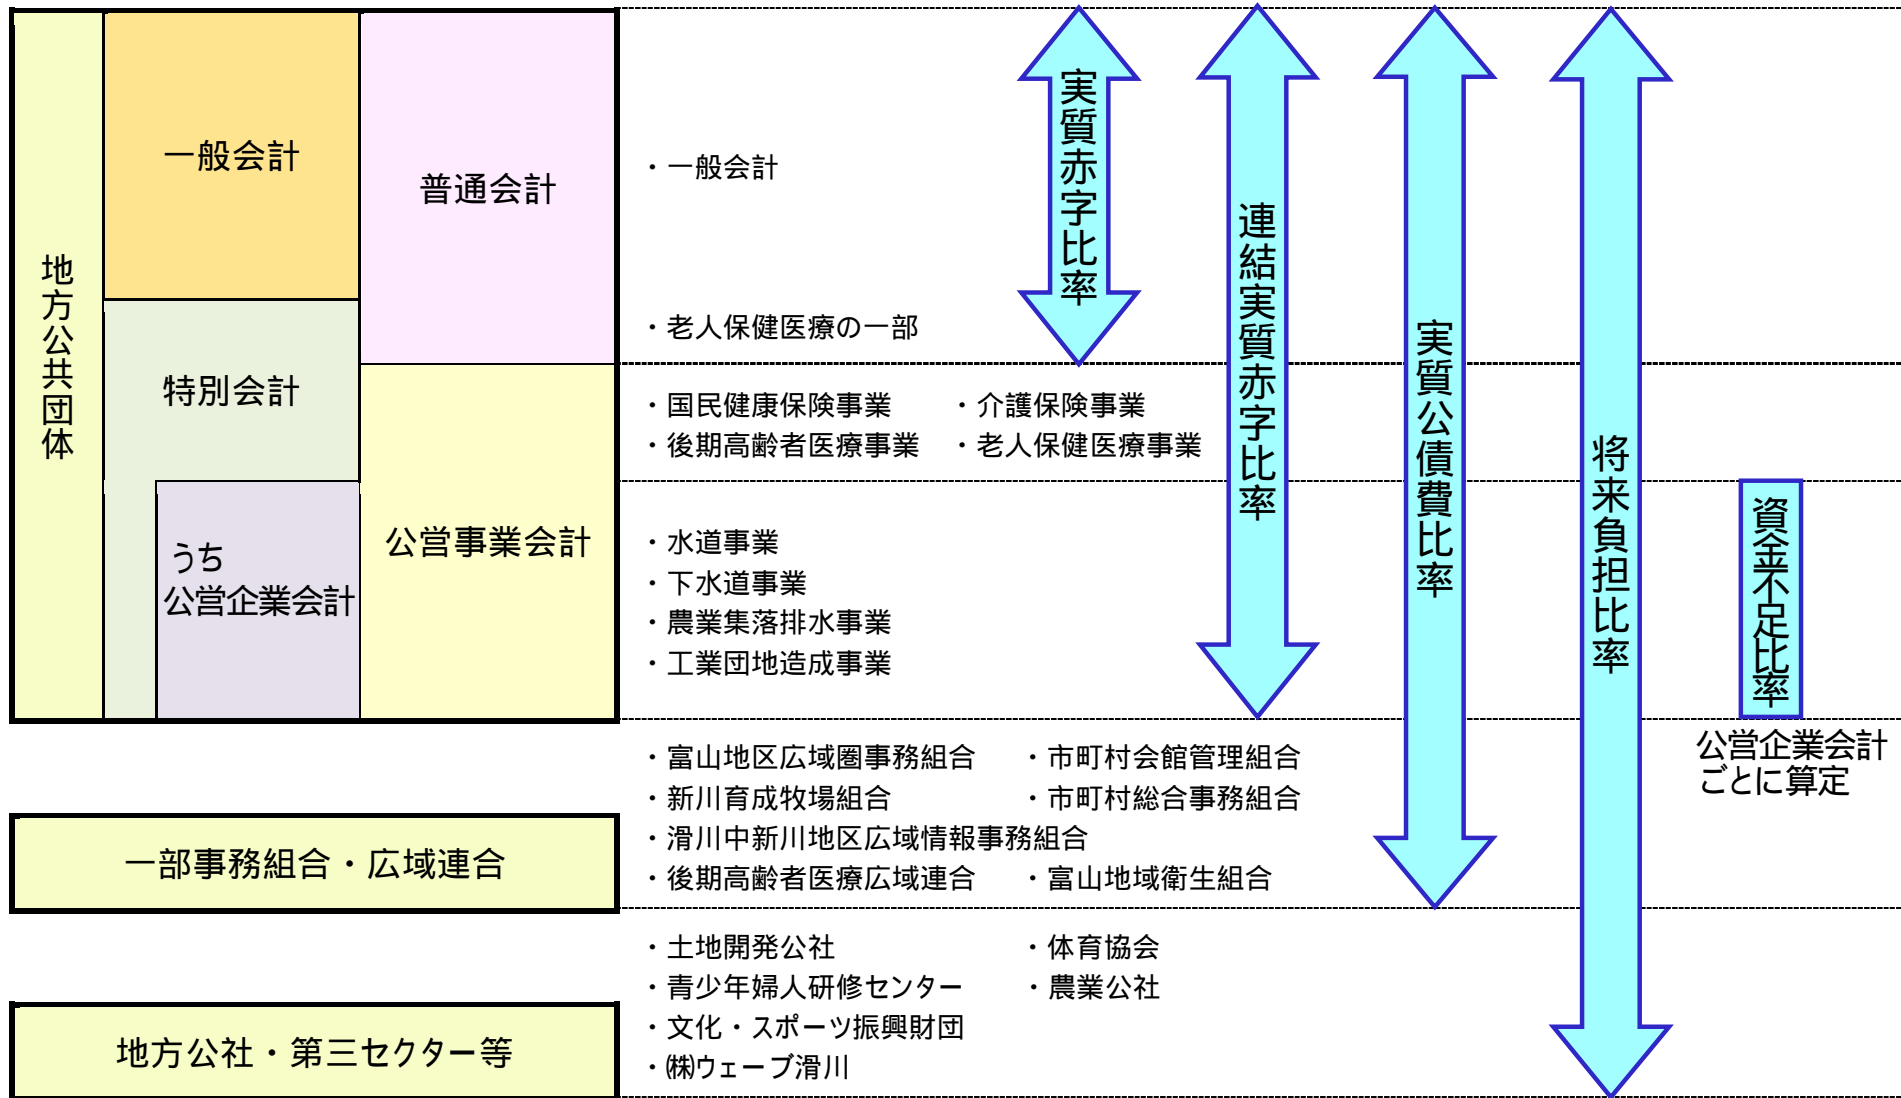 地方公共団体
一般会計
普通会計
特別会計
うち
公営企業会計
公営事業会計
・一般会計
・老人保健医療の一部
・国民健康保険事業　・介護保険事業
・後期高齢者医療事業　・老人保健医療事業
・水道事業
・下水道事業
・農業集落排水事業
・工業団地造成事業
実質赤字比率
連結実質赤字比率
実質公債費比率
将来負担比率
資金不足比率
公営企業会計
ごとに算定
一部事務組合・広域連合
・富山地区広域圏事務組合　・市町村会館管理組合
・新川育成牧場組合　・市町村総合事務組合
・滑川中新川地区広域情報事務組合
・後期高齢者医療広域連合　・富山地域衛生組合
地方公社・第三セクター等
・土地開発公社　・体育協会
・青少年婦人研修センター　・農業公社
・文化・スポーツ振興財団
・㈱ウェーブ滑川